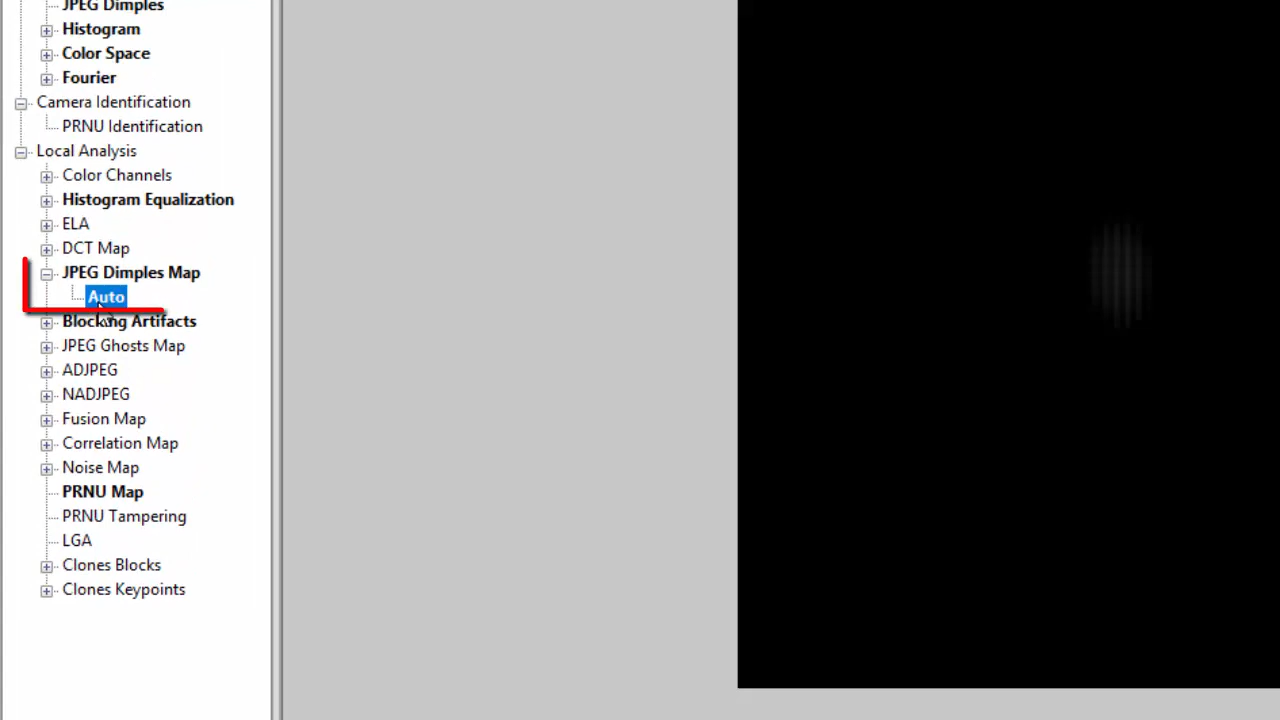 JPEG Dimples
Histogram
Color Space
Fourier
Camera Identification
PRNU Identification
Local Analysis
Color Channels
Histogram Equalization
ELA
DCT Map
JPEG Dimples Map
Auto
Blocking Artifacts
JPEG Ghosts Map
ADJPEG
NADJPEG
Fusion Map
Correlation Map
Noise Map
PRNU Map
PRNU Tampering
LGA
Clones Blocks
Clones Keypoints